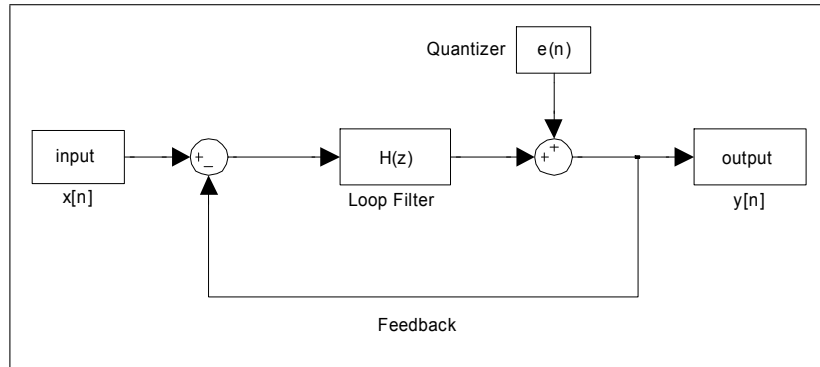 Quantizer
e(n)
input
+
−
H(z)
+
+
output
x[n]
Loop Filter
y[n]
Feedback